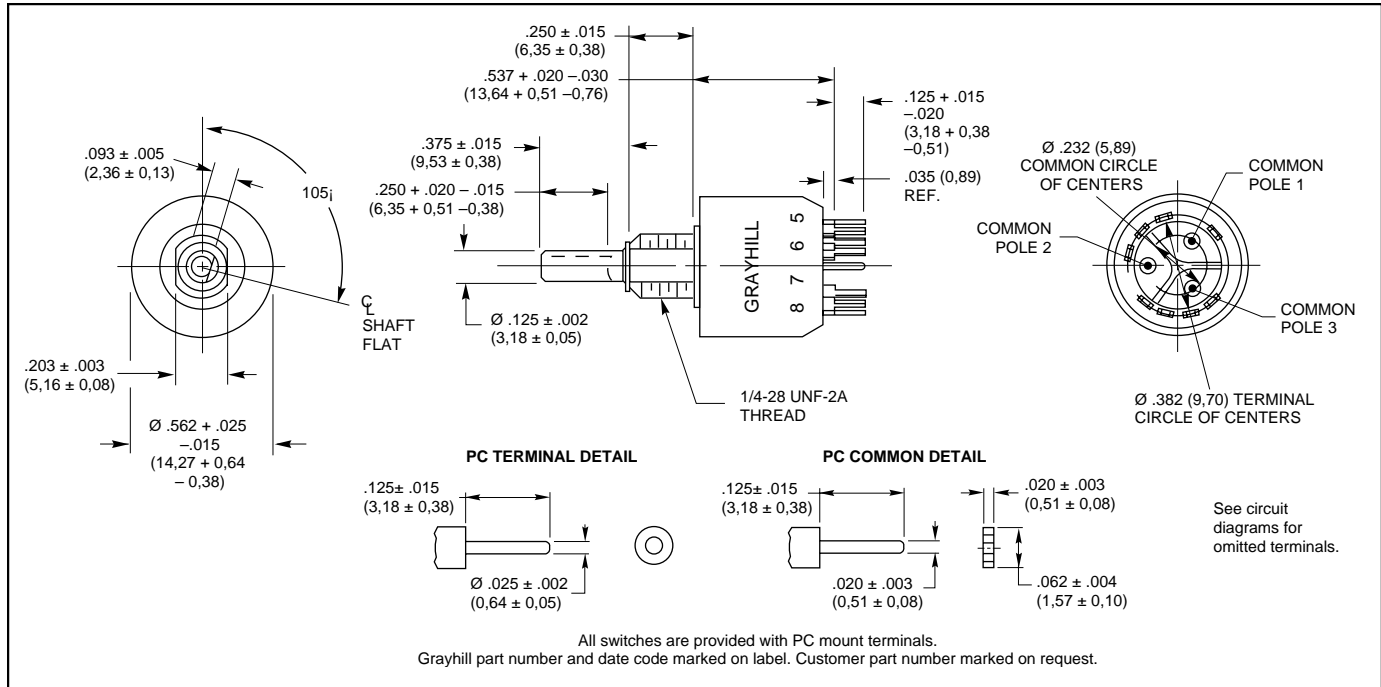 .250 ± .015
(6,35 ± 0,38)
.537 + .020 –.030
(13,64 + 0,51 –0,76)
.125 + .015
–.020
(3,18 + 0,38
–0,51)
.375 ± .015
(9,53 ± 0,38)
.035 (0,89)
REF.
.250 + .020 – .015
(6,35 + 0,51 –0,38)
.093 ± .005
(2,36 ± 0,13)
105¡
Ø .232 (5,89)
COMMON CIRCLE
OF CENTERS
COMMON
POLE 1
COMMON
POLE 2
COMMON
POLE 3
GRAYHILL
5
6
7
8
℄
SHAFT
FLAT
Ø .125 ± .002
(3,18 ± 0,05)
.203 ± .003
(5,16 ± 0,08)
1/4-28 UNF-2A
THREAD
Ø .382 (9,70) TERMINAL
CIRCLE OF CENTERS
Ø .562 + .025
–.015
(14,27 + 0,64
– 0,38)
PC TERMINAL DETAIL
.125± .015
(3,18 ± 0,38)
Ø .025 ± .002
(0,64 ± 0,05)
PC COMMON DETAIL
.125± .015
(3,18 ± 0,38)
.020 ± .003
(0,51 ± 0,08)
.020 ± .003
(0,51 ± 0,08)
.062 ± .004
(1,57 ± 0,10)
See circuit
diagrams for
omitted terminals.
All switches are provided with PC mount terminals.
Grayhill part number and date code marked on label. Customer part number marked on request.